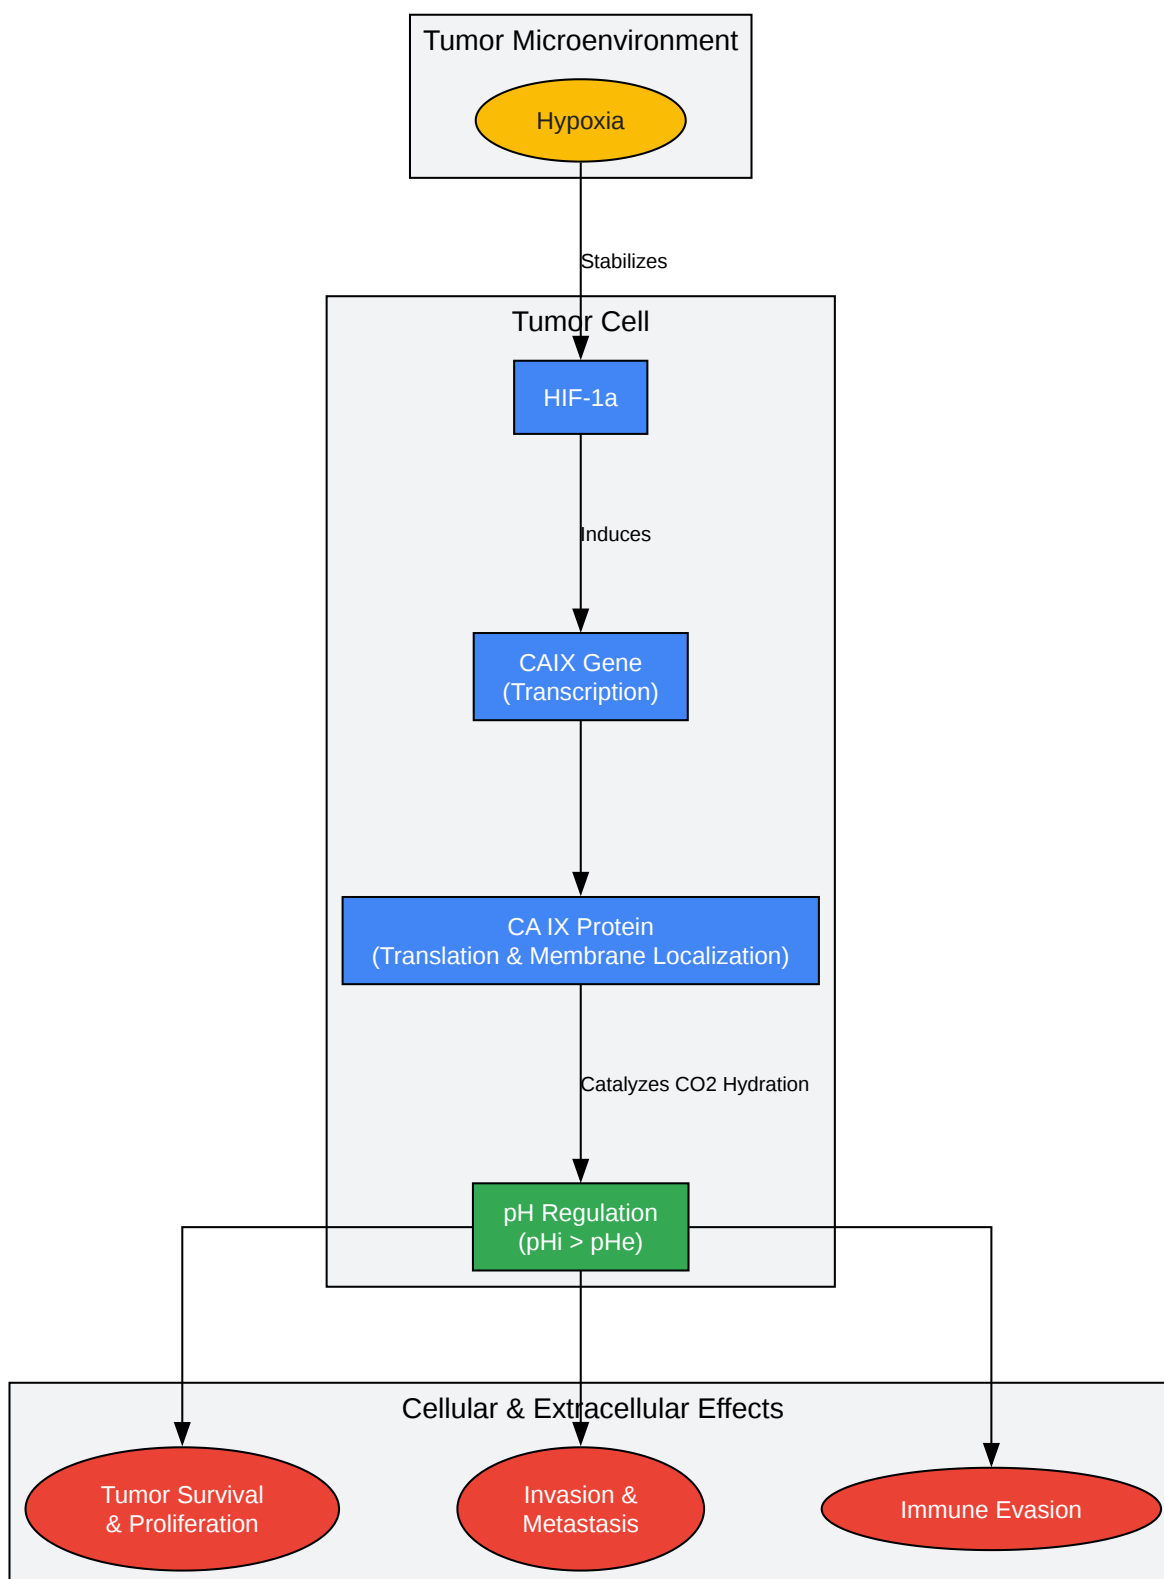 Tumor Microenvironment
Hypoxia
Stabilizes
Tumor Cell
HIF-1a
Induces
CAIX Gene
(Transcription)
CA IX Protein
(Translation & Membrane Localization)
Catalyzes CO2 Hydration
pH Regulation
(pHi > pHe)
Cellular & Extracellular Effects
Tumor Survival
& Proliferation
Invasion &
Metastasis
Immune Evasion